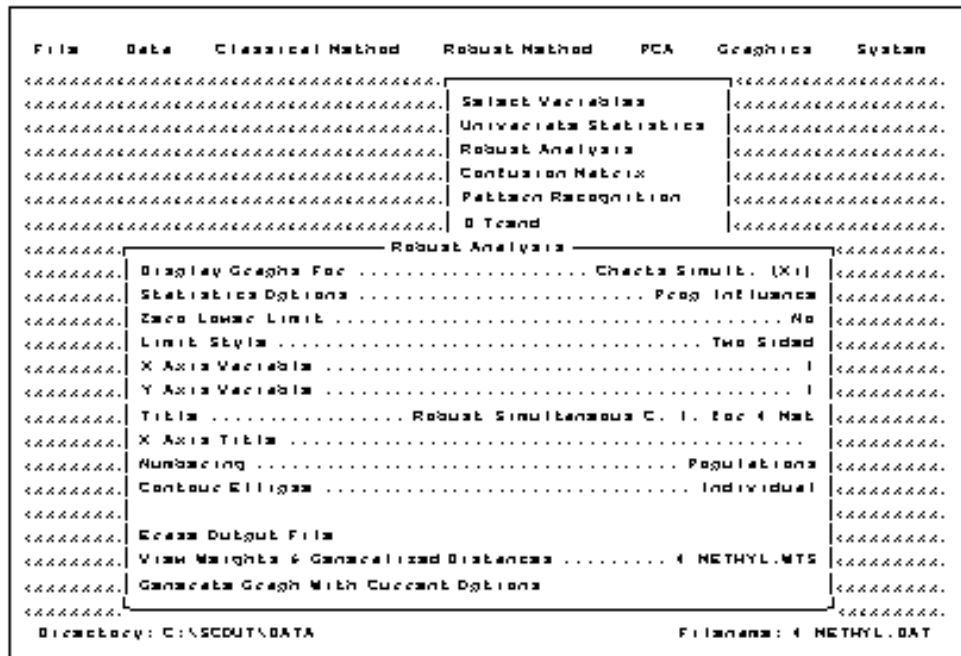 File Data Classical Method Robust Method PCA Graphics System
Select Variables
Univariate Statistics
Robust Analysis
Confusion Matrix
Pattern Recognition
D Trend
Robust Analysis
Display Graphs For ..................... Checks Simult. (Xi)
Statistics Options ......................... Prog Influence
Zero Lower Limit ......................................... No
Limit Style ....................................... Two Sided
X Axis Variable ........................................... 1
Y Axis Variable ........................................... 1
Title ................. Robust Simultaneous C. I. For 4 Met
X Axis Title ...............................................
Numbering ...................................... Populations
Contour Ellipse ................................. Individual
Erase Output File
View Weights & Generalized Distances .......... 4 METHYL.WTS
Generate Graph With Current Options
Directory: C:\SCOUT\DATA Filename: 4 METHYL.DAT